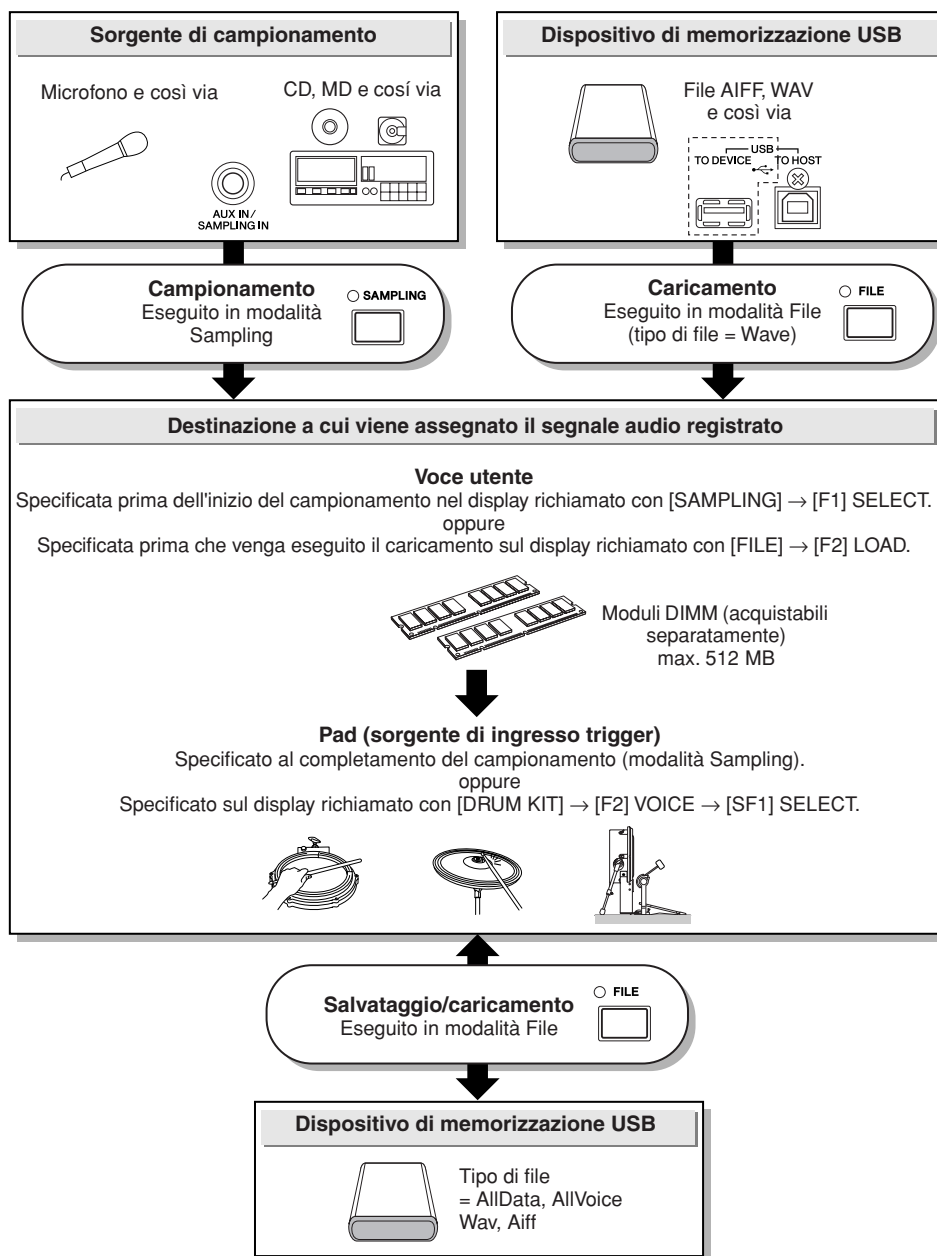 Sorgente di campionamento
Microfono e così via
CD, MD e cosí via
AUX IN/
SAMPLING IN
Dispositivo di memorizzazione USB
File AIFF, WAV
e così via
USB
TO DEVICE
TO HOST
Campionamento
Eseguito in modalità
Sampling
SAMPLING
Caricamento
Eseguito in modalità File
(tipo di file = Wave)
FILE
Destinazione a cui viene assegnato il segnale audio registrato
Voce utente
Specificata prima dell'inizio del campionamento nel display richiamato con [SAMPLING] → [F1] SELECT.
oppure
Specificata prima che venga eseguito il caricamento sul display richiamato con [FILE] → [F2] LOAD.
Moduli DIMM (acquistabili
separatamente)
max. 512 MB
Pad (sorgente di ingresso trigger)
Specificato al completamento del campionamento (modalità Sampling).
oppure
Specificato sul display richiamato con [DRUM KIT] → [F2] VOICE → [SF1] SELECT.
Salvataggio/caricamento
Eseguito in modalità File
FILE
Dispositivo di memorizzazione USB
Tipo di file
= AllData, AllVoice
Wav, Aiff